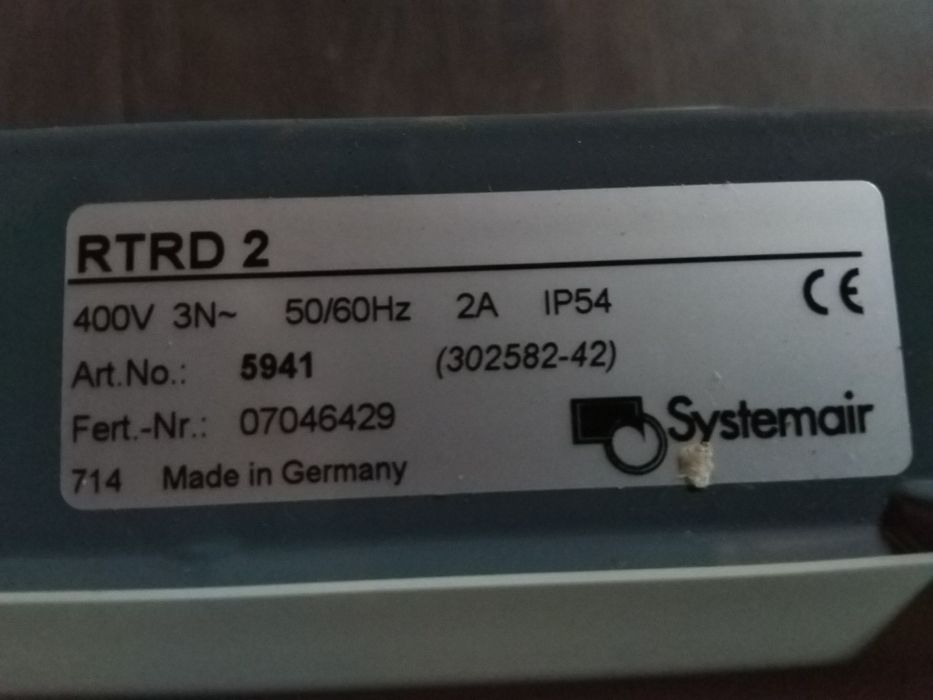 RTRD 2
400V 3N~ 50/60Hz 2A IP54 CE
Art.No.: 5941 (302582-42)
Fert.-Nr.: 07046429 Systemair
714 Made in Germany